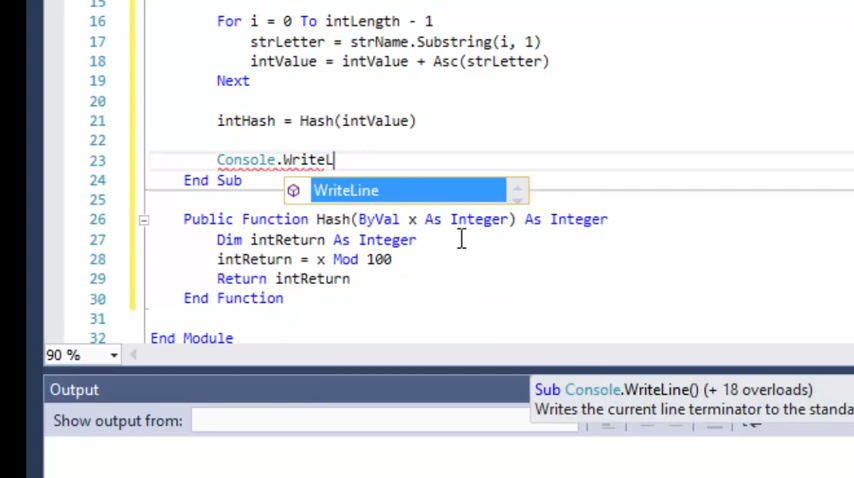 15
16 For i = 0 To intLength - 1
17 strLetter = strName.Substring(i, 1)
18 intValue = intValue + Asc(strLetter)
19 Next
20
21 intHash = Hash(intValue)
22
23 Console.WriteL
24 End Sub
WriteLine
25
26 Public Function Hash(ByVal x As Integer) As Integer
27 Dim intReturn As Integer
28 intReturn = x Mod 100
29 Return intReturn
30 End Function
31
32 End Module
90 %
Output
Sub Console.WriteLine() (+ 18 overloads)
Writes the current line terminator to the standa
Show output from: